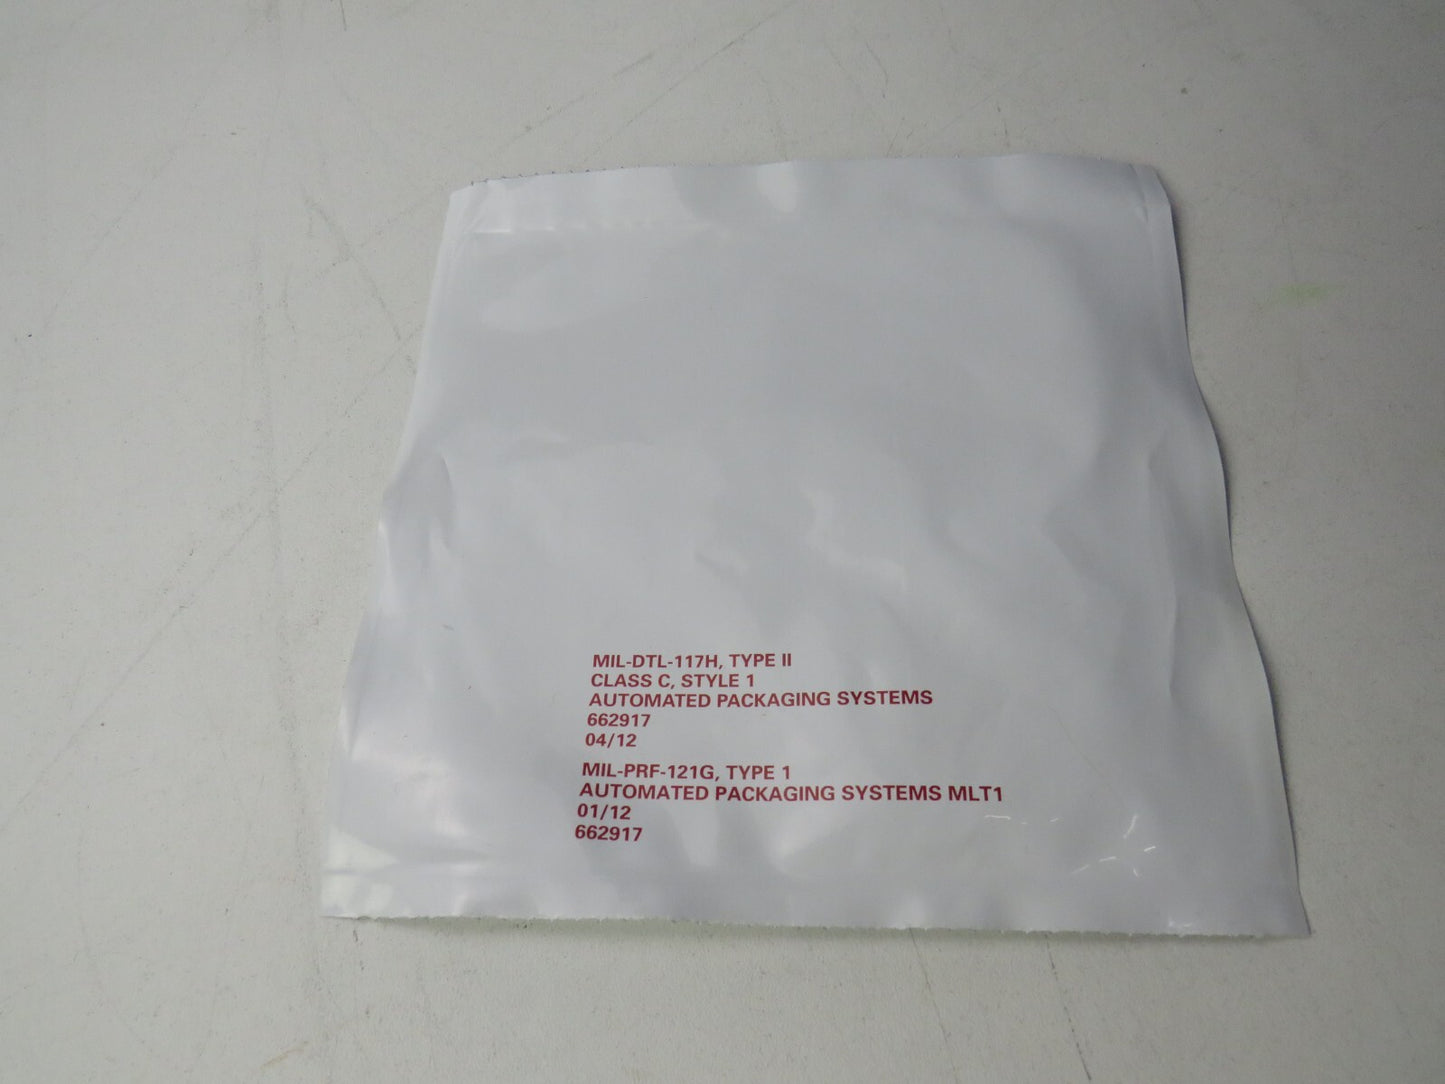 MIL-DTL-117H, TYPE II
CLASS C, STYLE 1
AUTOMATED PACKAGING SYSTEMS
662917
04/12
MIL-PRF-121G, TYPE 1
AUTOMATED PACKAGING SYSTEMS MLT1
01/12
662917